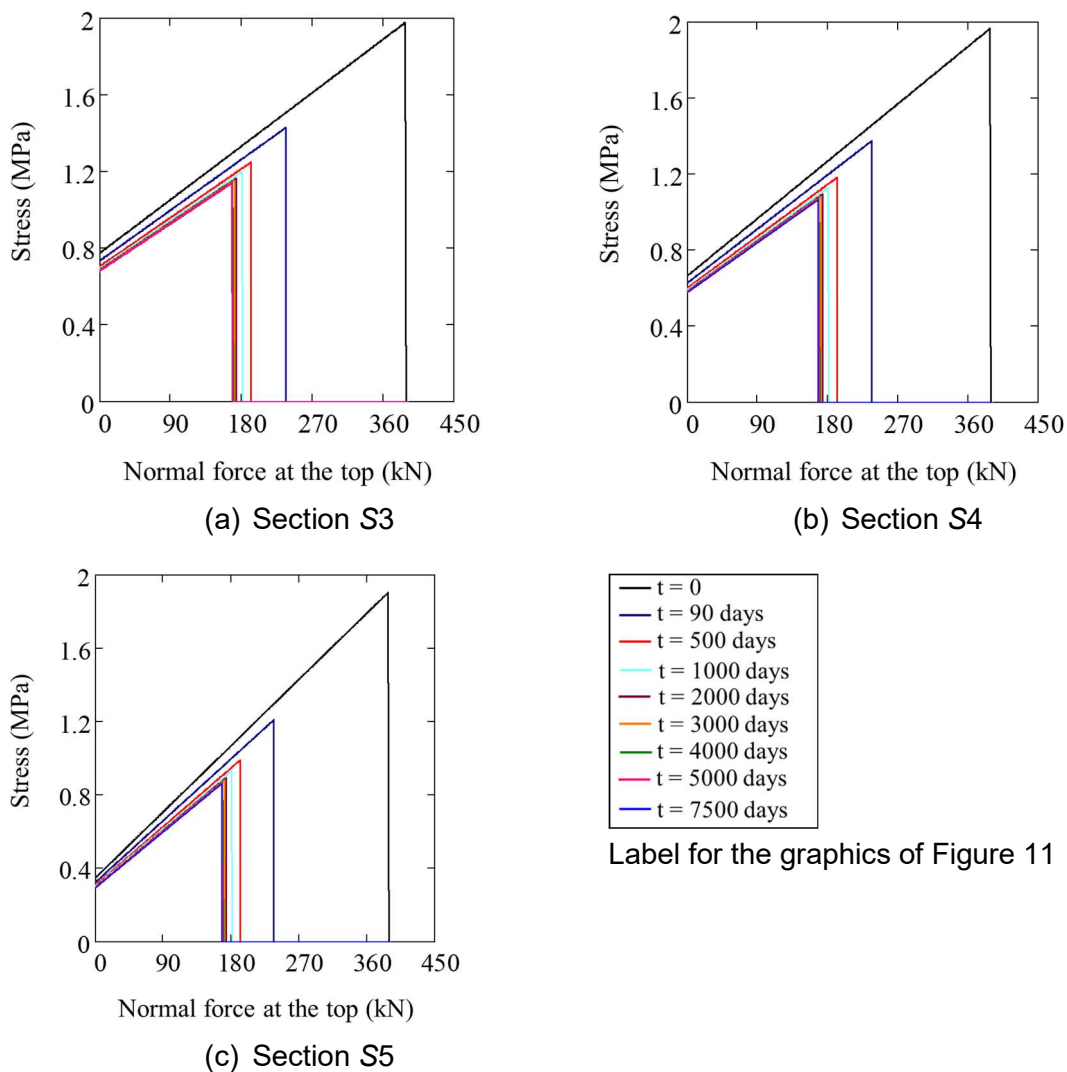 2
1.6
1.2
0.8
0.4
0
Stress (MPa)
0 90 180 270 360 450
Normal force at the top (kN)
(a) Section S3
2
1.6
1.2
0.8
0.4
0
Stress (MPa)
0 90 180 270 360 450
Normal force at the top (kN)
(b) Section S4
2
1.6
1.2
0.8
0.4
0
Stress (MPa)
0 90 180 270 360 450
Normal force at the top (kN)
(c) Section S5
t = 0
t = 90 days
t = 500 days
t = 1000 days
t = 2000 days
t = 3000 days
t = 4000 days
t = 5000 days
t = 7500 days
Label for the graphics of Figure 11